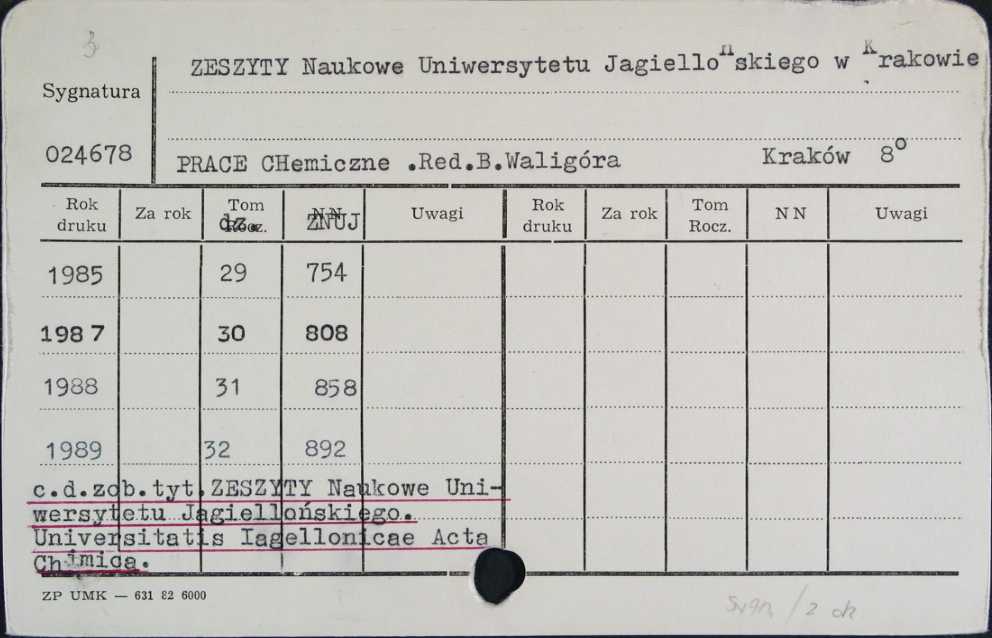 3
ZESZYTY Naukowe Uniwersytetu Jagiellońskiego w Krakowie
Sygnatura
024678
PRACE CHemiczne .Red.B.Waligóra Kraków 8°
Rok druku Za rok Tom Rocz. dz. NN ZNUJ Uwagi Rok druku Za rok Tom Rocz. NN Uwagi
1985 29 754
1987 30 808
1988 31 858
1989 32 892
c.d.zob.tyt.ZESZYTY Naukowe Uni-
wersytetu Jagiellońskiego.
Universitatis Iagellonicae Acta
Chimica.
ZP UMK — 631 82 6000